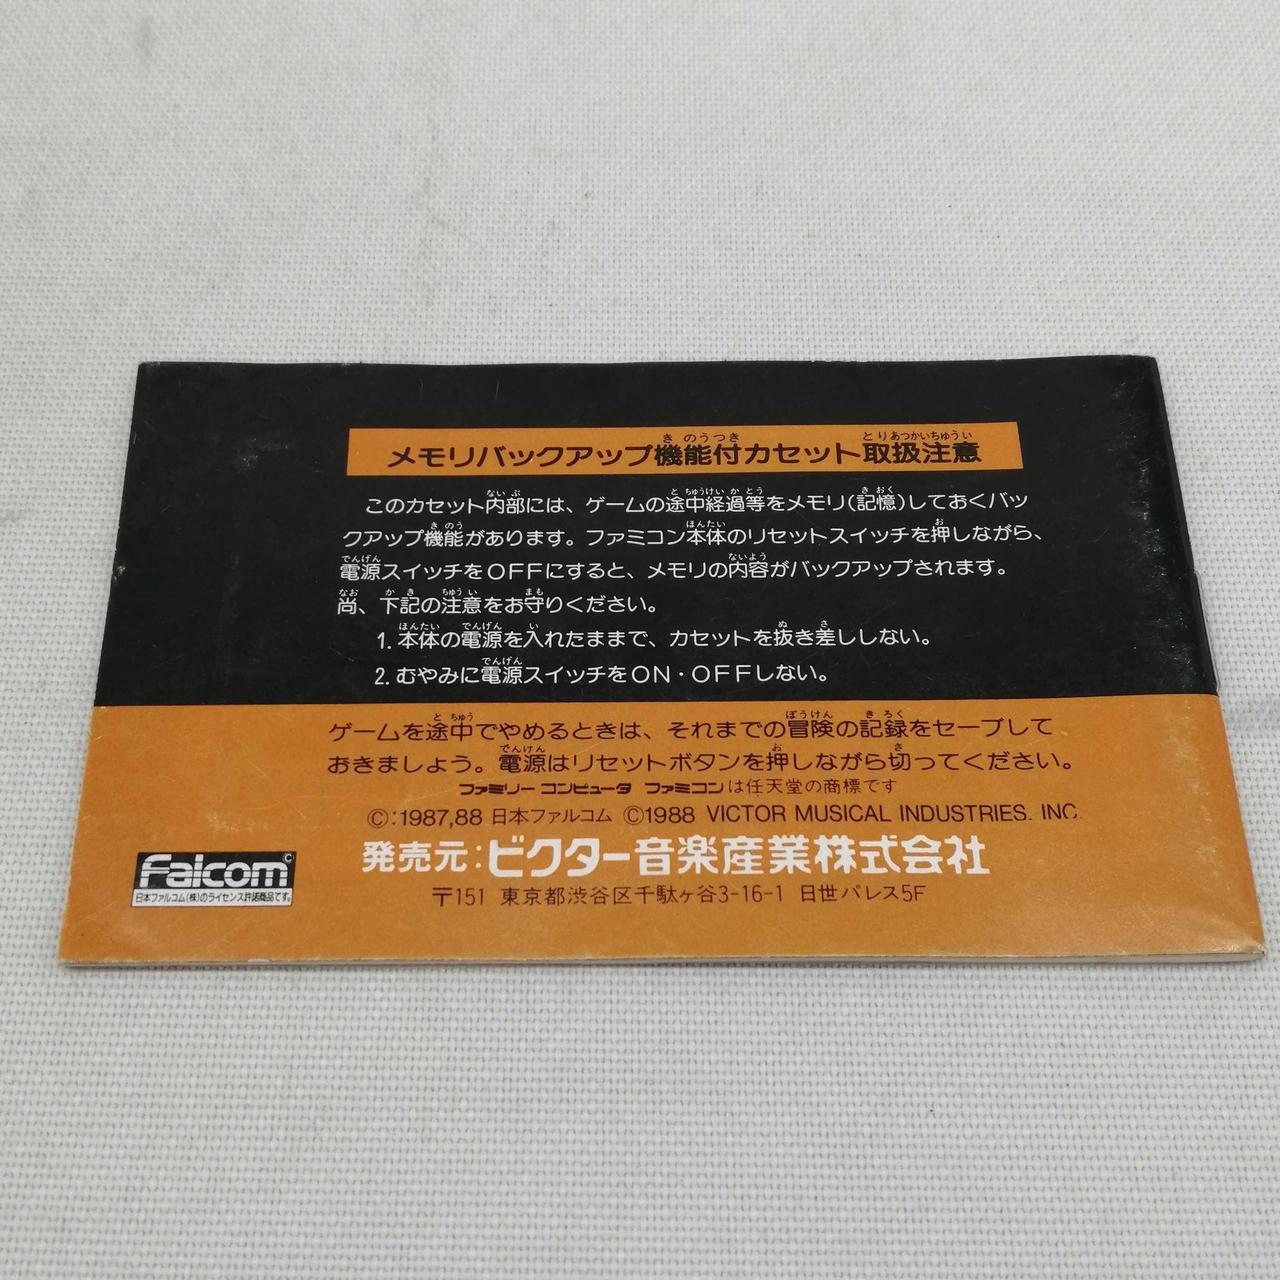 メモリバックアップ機能付カセット取扱注意
このカセット内部には、ゲームの途中経過等をメモリ(記憶)しておくバッ
クアップ機能があります。ファミコン本体のリセットスイッチを押しながら、
電源スイッチをOFFにすると、メモリの内容がバックアップされます。
尚、下記の注意をお守りください。
1. 本体の電源を入れたままで、カセットを抜き差ししない。
2. むやみに電源スイッチをON・OFFしない。
ゲームを途中でやめるときは、それまでの冒険の記録をセーブして
おきましょう。電源はリセットボタンを押しながら切ってください。
ファミリーコンピュータ ファミコンは任天堂の商標です
©:1987,88 日本ファルコム ©1988 VICTOR MUSICAL INDUSTRIES. INC.
発売元:ビクター音楽産業株式会社
〒151 東京都渋谷区千駄ヶ谷3-16-1 日世パレス5F
Falcom ©
日本ファルコム(株)のライセンス許諾商品です。